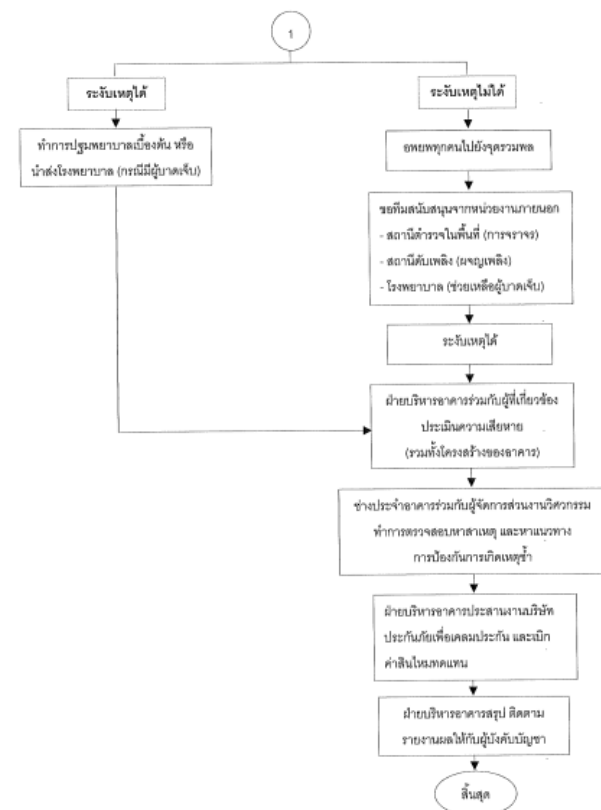 1
ระงับเหตุได้
ระงับเหตุไม่ได้
ทำการปฐมพยาบาลเบื้องต้น หรือ
นำส่งโรงพยาบาล (กรณีมีผู้บาดเจ็บ)
อพยพทุกคนไปยังจุดรวมพล
ขอทีมสนับสนุนจากหน่วยงานภายนอก
- สถานีตำรวจในพื้นที่ (การจราจร)
- สถานีดับเพลิง (ผจญเพลิง)
- โรงพยาบาล (ช่วยเหลือผู้บาดเจ็บ)
ระงับเหตุได้
ฝ่ายบริหารอาคารร่วมกับผู้ที่เกี่ยวข้อง
ประเมินความเสียหาย
(รวมทั้งโครงสร้างของอาคาร)
ช่างประจำอาคารร่วมกับผู้จัดการส่วนงานวิศวกรรม
ทำการตรวจสอบหาสาเหตุ และหาแนวทาง
การป้องกันการเกิดเหตุซ้ำ
ฝ่ายบริหารอาคารประสานงานบริษัท
ประกันภัยเพื่อเคลมประกัน และเบิก
ค่าสินไหมทดแทน
ฝ่ายบริหารอาคารสรุป ติดตาม
รายงานผลให้กับผู้บังคับบัญชา
สิ้นสุด